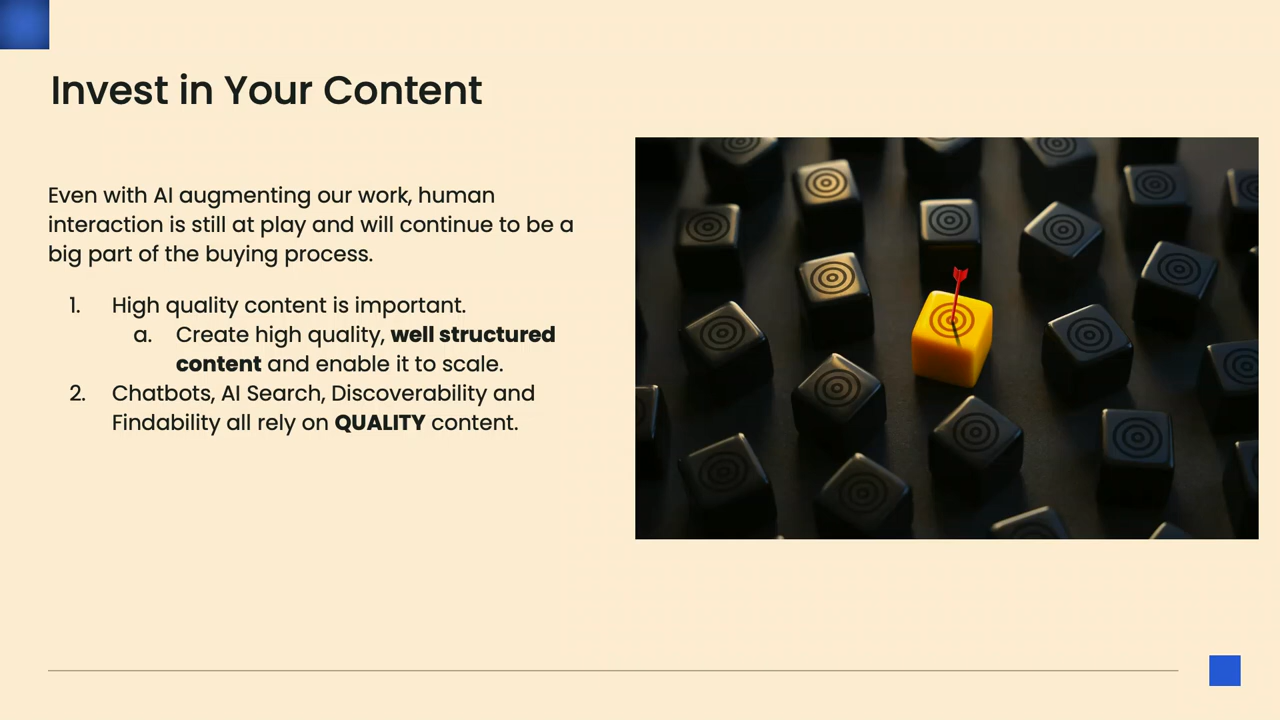 Invest in Your Content
Even with AI augmenting our work, human
interaction is still at play and will continue to be a
big part of the buying process.
1. High quality content is important.
a. Create high quality, well structured
content and enable it to scale.
2. Chatbots, AI Search, Discoverability and
Findability all rely on QUALITY content.